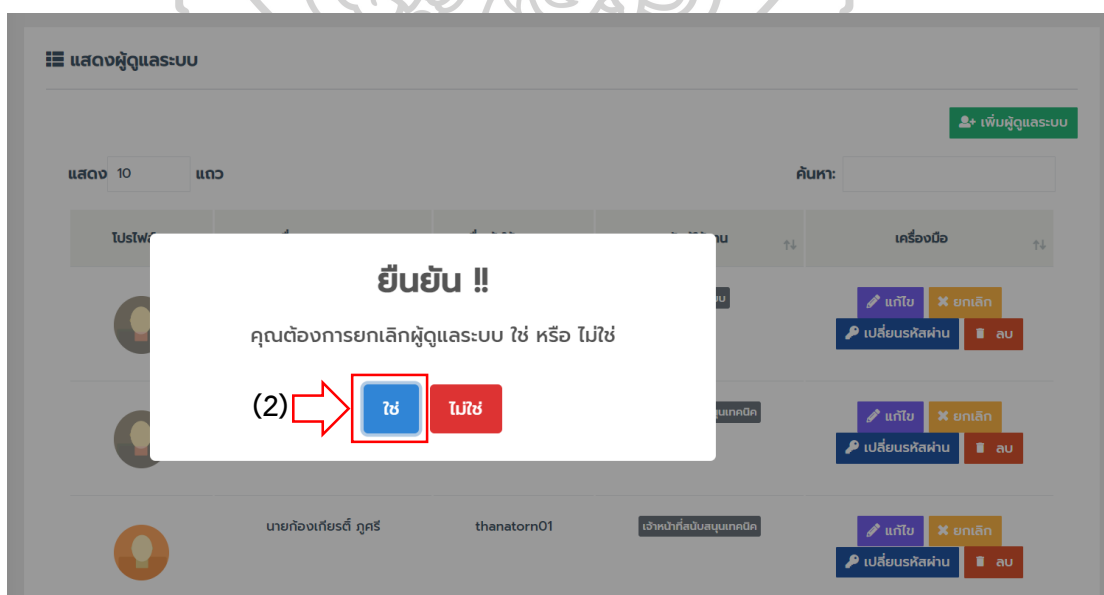 แสดงผู้ดูแลระบบ
เพิ่มผู้ดูแลระบบ
แสดง 10 แถว ค้นหา:
เครื่องมือ
ยืนยัน !!
คุณต้องการยกเลิกผู้ดูแลระบบ ใช่ หรือ ไม่ใช่
(2) ใช่ ไม่ใช่
แก้ไข ยกเลิก
เปลี่ยนรหัสผ่าน ลบ
แก้ไข ยกเลิก
เปลี่ยนรหัสผ่าน ลบ
นายก้องเกียรติ์ ภูศรี thanatorn01 เจ้าหน้าที่สนับสนุนเทคนิค แก้ไข ยกเลิก
เปลี่ยนรหัสผ่าน ลบ